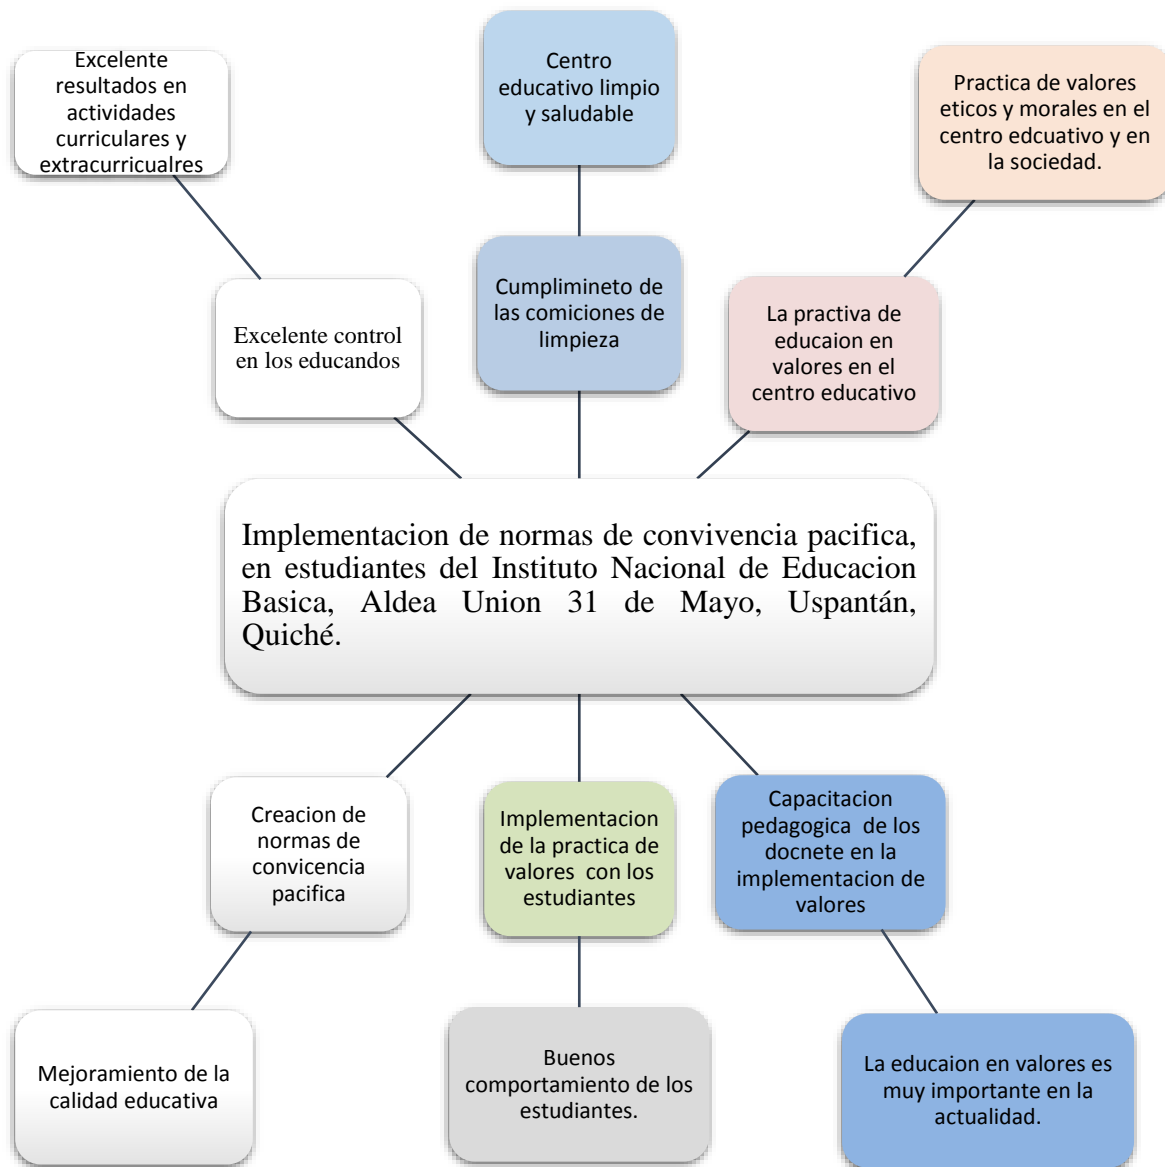 Excelente
resultados en
actividades
curriculares y
extracurricualres
Centro
educativo limpio
y saludable
Practica de valores
eticos y morales en el
centro edcuativo y en
la sociedad.
Excelente control
en los educandos
Cumplimineto de
las comiciones de
limpieza
La practiva de
educaion en
valores en el
centro educativo
Implementacion de normas de convivencia pacifica,
en estudiantes del Instituto Nacional de Educacion
Basica, Aldea Union 31 de Mayo, Uspantán,
Quiché.
Creacion de
normas de
convicencia
pacifica
Implementacion
de la practica de
valores con los
estudiantes
Capacitacion
pedagogica de los
docnete en la
implementacion de
valores
Mejoramiento de la
calidad educativa
Buenos
comportamiento de los
estudiantes.
La educaion en valores es
muy importante en la
actualidad.